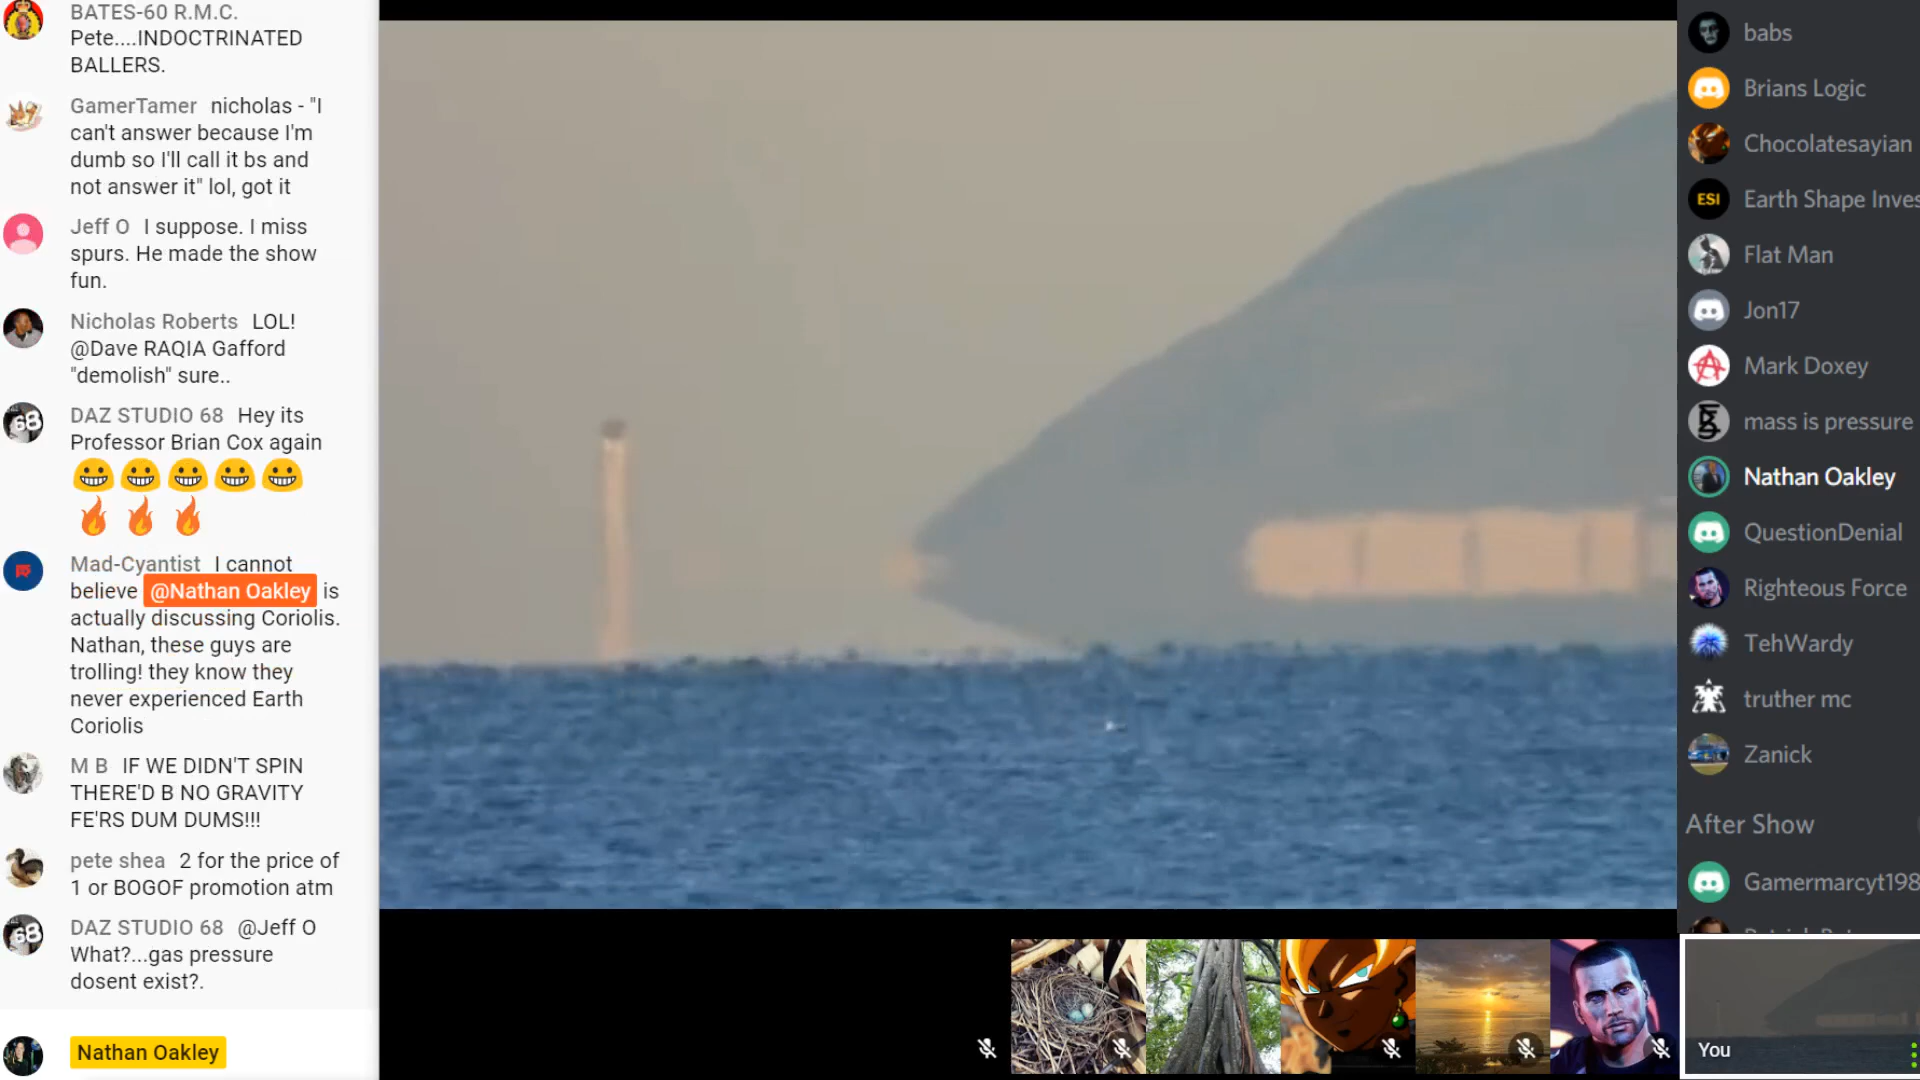 BATES-60 R.M.C.
Pete....INDOCTRINATED
BALLERS.
GamerTamer nicholas - "I
can't answer because I'm
dumb so I'll call it bs and
not answer it" lol, got it
Jeff O I suppose. I miss
spurs. He made the show
fun.
Nicholas Roberts LOL!
@Dave RAQIA Gafford
"demolish" sure..
DAZ STUDIO 68 Hey its
Professor Brian Cox again
Mad-Cyantist I cannot
believe @Nathan Oakley is
actually discussing Coriolis.
Nathan, these guys are
trolling! they know they
never experienced Earth
Coriolis
M B IF WE DIDN'T SPIN
THERE'D B NO GRAVITY
FE'RS DUM DUMS!!!
pete shea 2 for the price of
1 or BOGOF promotion atm
DAZ STUDIO 68 @Jeff O
What?...gas pressure
dosent exist?.
Nathan Oakley
68
68
babs
Brians Logic
Chocolatesayian
ESI
Earth Shape Inves
Flat Man
Jon17
Mark Doxey
mass is pressure
Nathan Oakley
QuestionDenial
Righteous Force
TehWardy
truther mc
Zanick
After Show
Gamermarcyt198
You